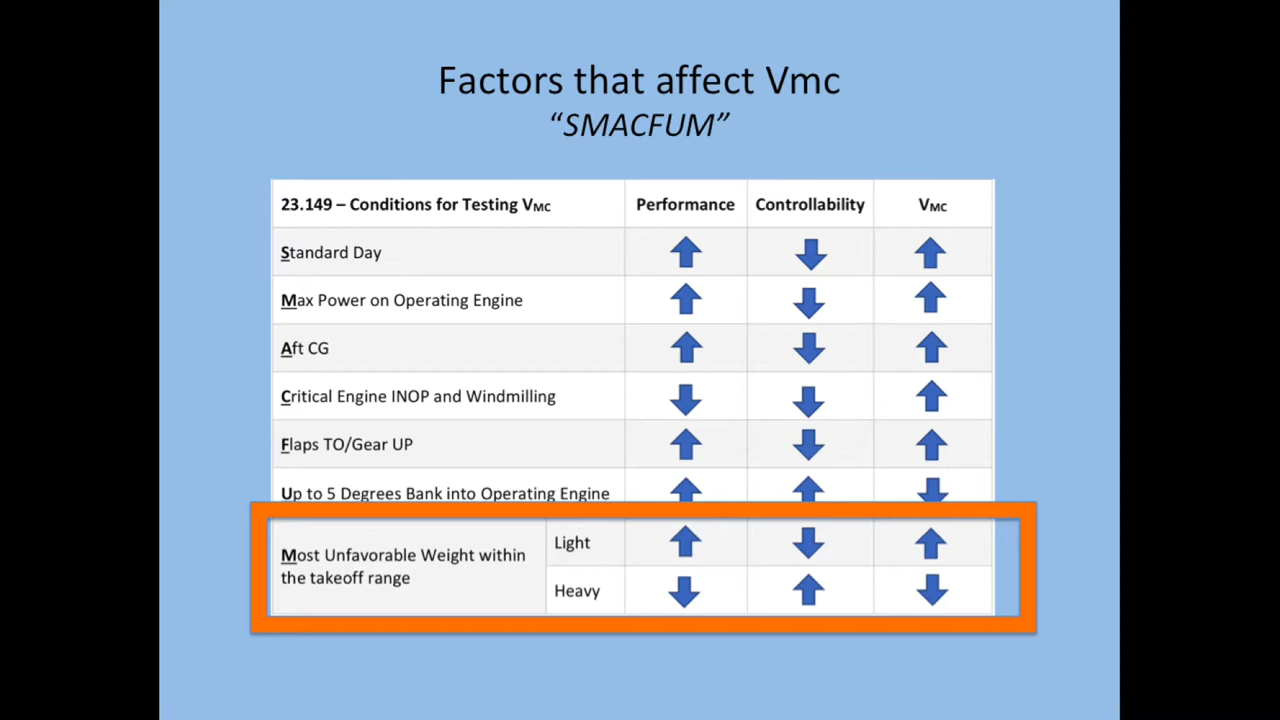 Factors that affect Vmc
“SMACFUM”
23.149 – Conditions for Testing VMC Performance Controllability VMC
Standard Day
Max Power on Operating Engine
Aft CG
Critical Engine INOP and Windmilling
Flaps TO/Gear UP
Up to 5 Degrees Bank into Operating Engine
Most Unfavorable Weight within
the takeoff range
Light
Heavy